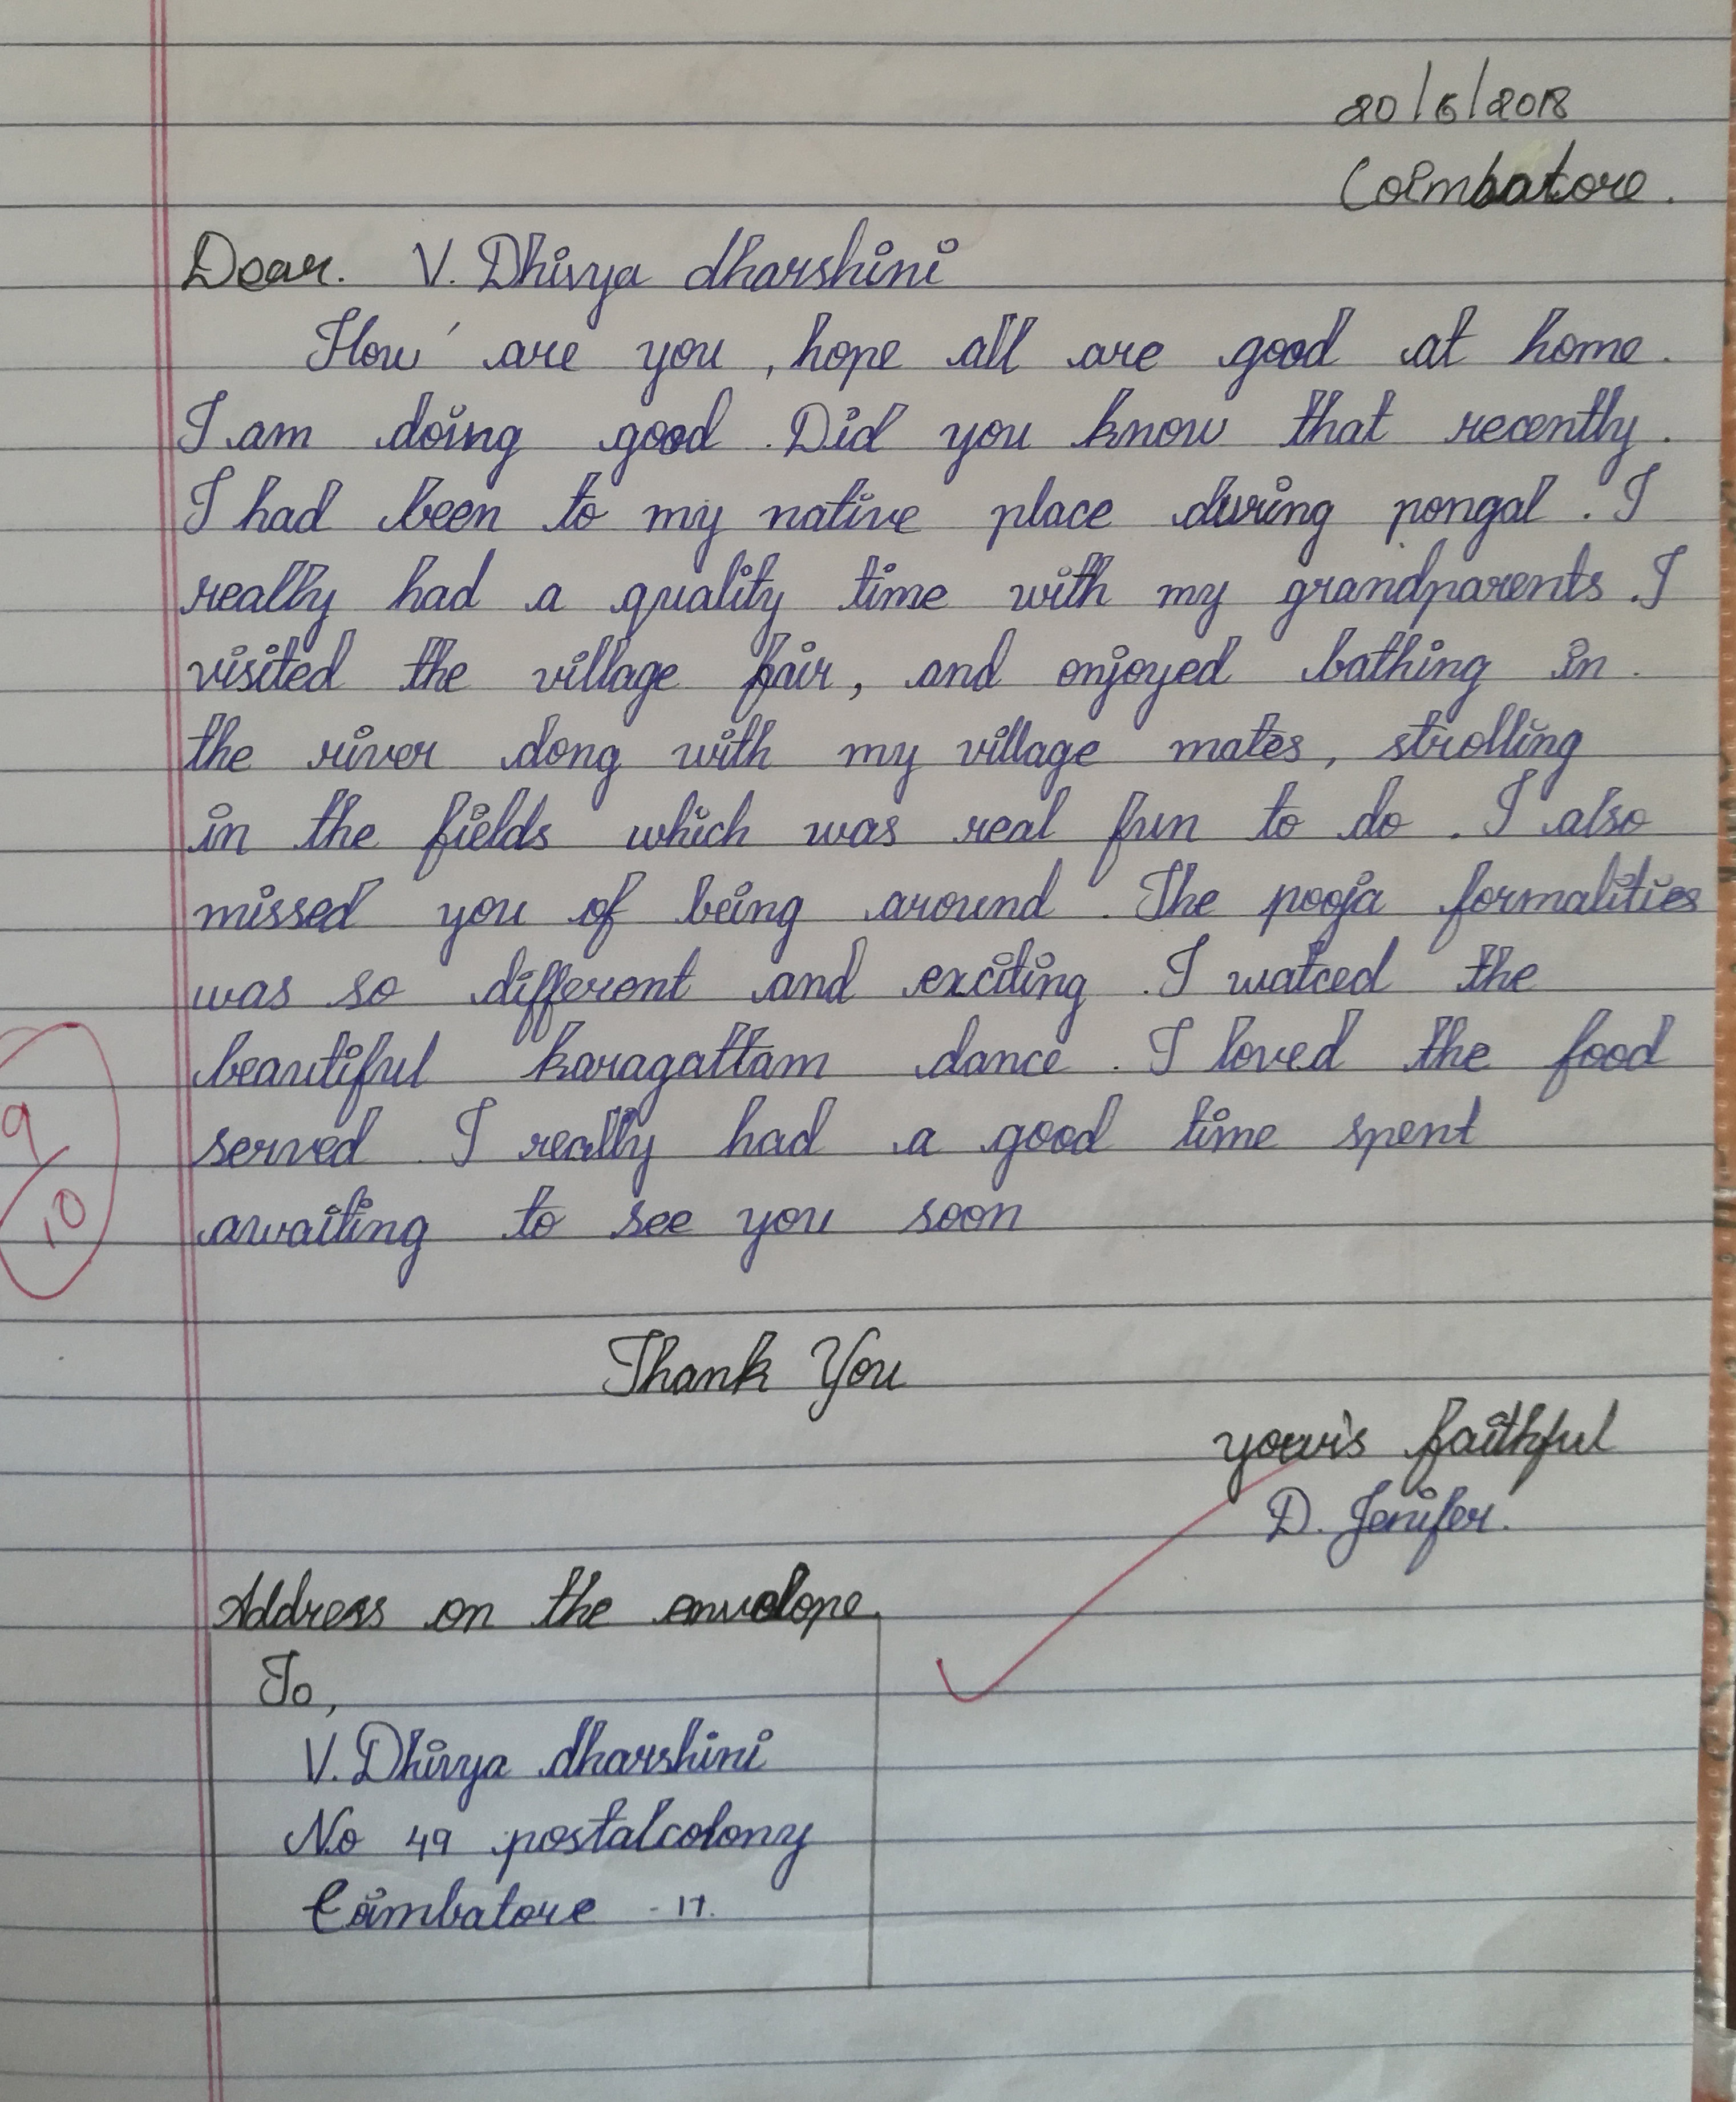 20/6/2018
Coimbatore.
Dear. V. Dhivya dharshini
How are you, hope all are good at home.
I am doing good. Did you know that recently.
I had been to my native place during pongal. I
really had a quality time with my grandparents. I
visited the village fair, and enjoyed bathing in.
the river along with my village mates, strolling
in the fields which was real fun to do. I also
missed you of being around. The pooja formalities
was so different and exciting. I watced the
beautiful karagattam dance. I loved the food
served. I really had a good time spent
awaiting to see you soon
9/10
Thank You
your's faithful
D. Jenifer.
Address on the envelope.
To,
V. Dhivya dharshini
No 49 postalcolony
Coimbatore - 17.